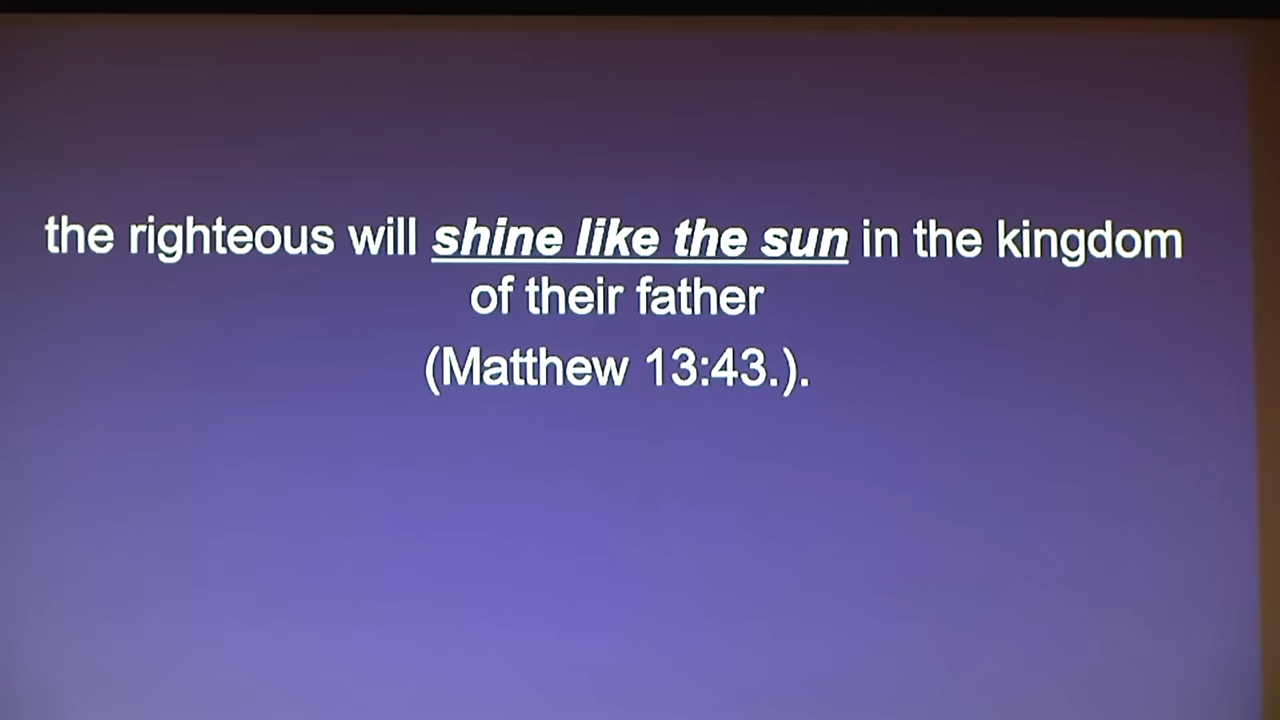 the righteous will shine like the sun in the kingdom
of their father
(Matthew 13:43.).